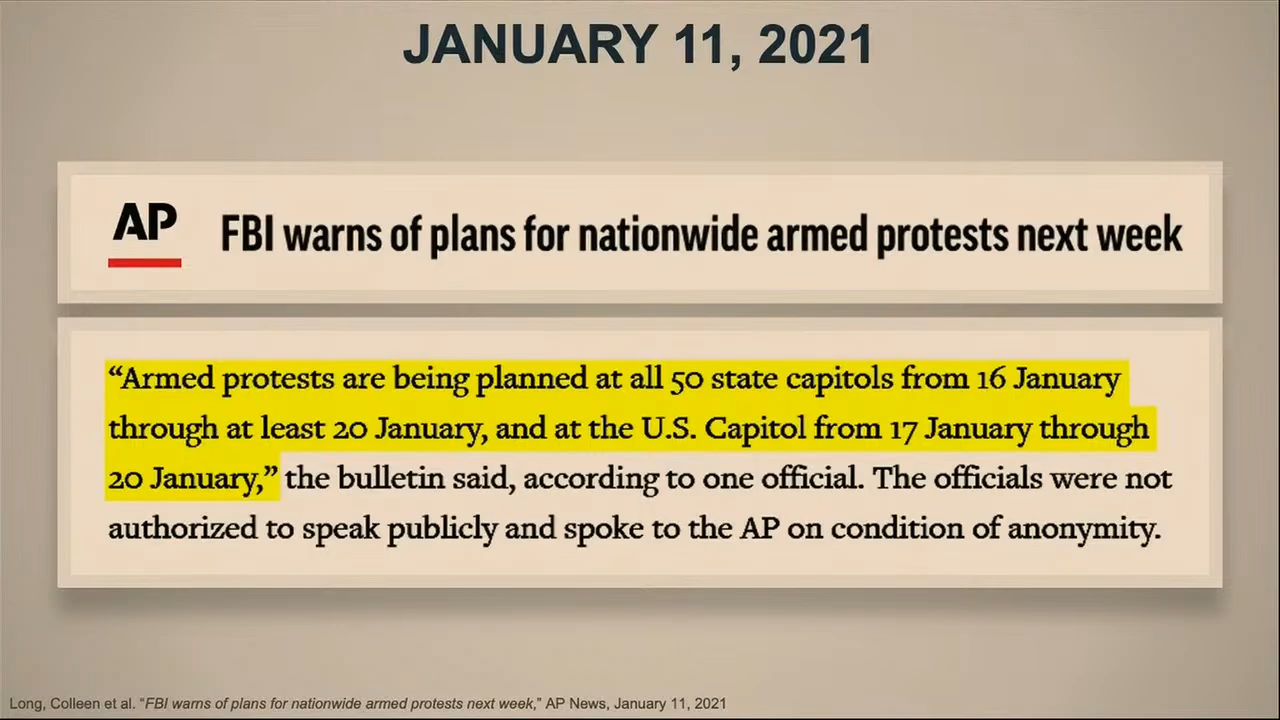 JANUARY 11, 2021
AP
FBI warns of plans for nationwide armed protests next week
“Armed protests are being planned at all 50 state capitols from 16 January
through at least 20 January, and at the U.S. Capitol from 17 January through
20 January,” the bulletin said, according to one official. The officials were not
authorized to speak publicly and spoke to the AP on condition of anonymity.
Long, Colleen et al. “FBI warns of plans for nationwide armed protests next week,” AP News, January 11, 2021